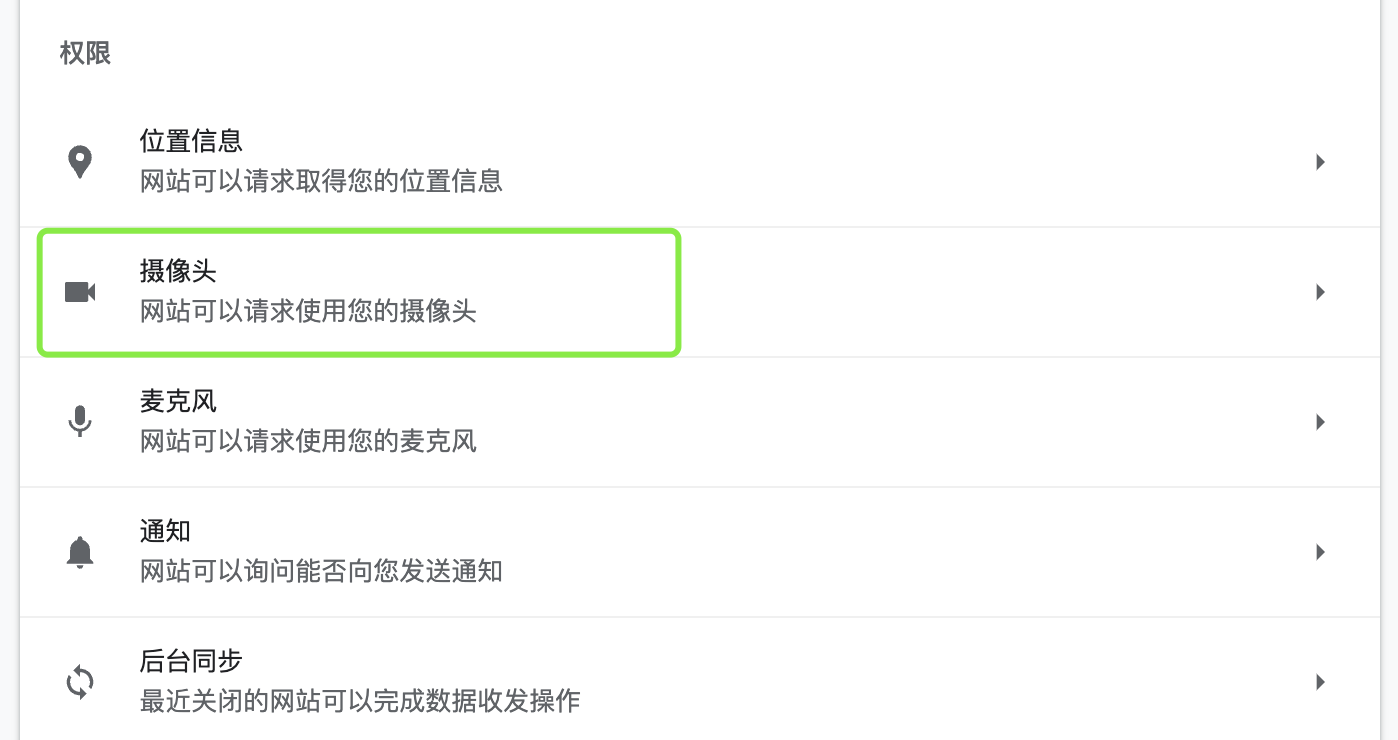 权限
位置信息
网站可以请求取得您的位置信息
摄像头
网站可以请求使用您的摄像头
麦克风
网站可以请求使用您的麦克风
通知
网站可以询问能否向您发送通知
后台同步
最近关闭的网站可以完成数据收发操作